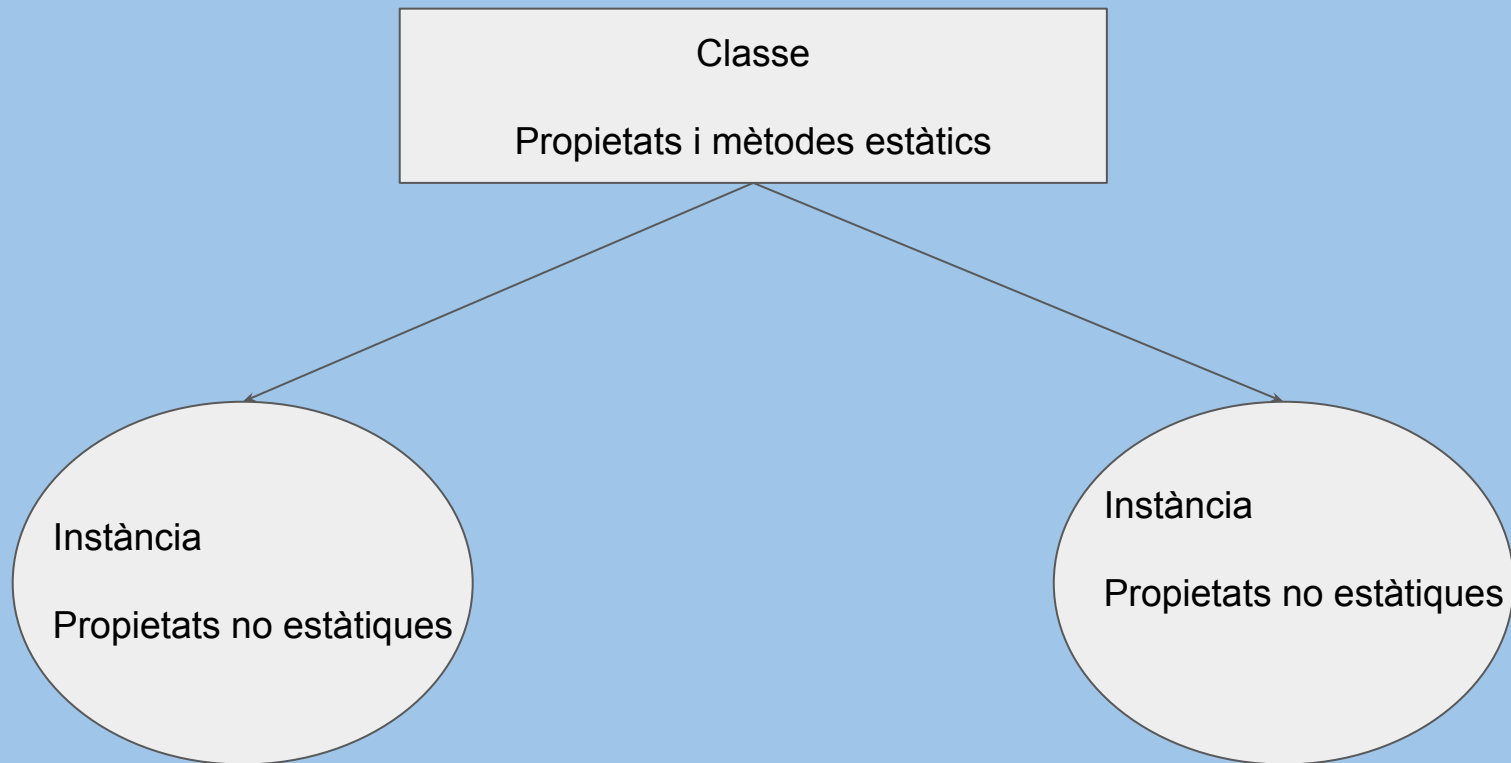 Classe
Propietats i mètodes estàtics
Instància
Propietats no estàtiques
Instància
Propietats no estàtiques